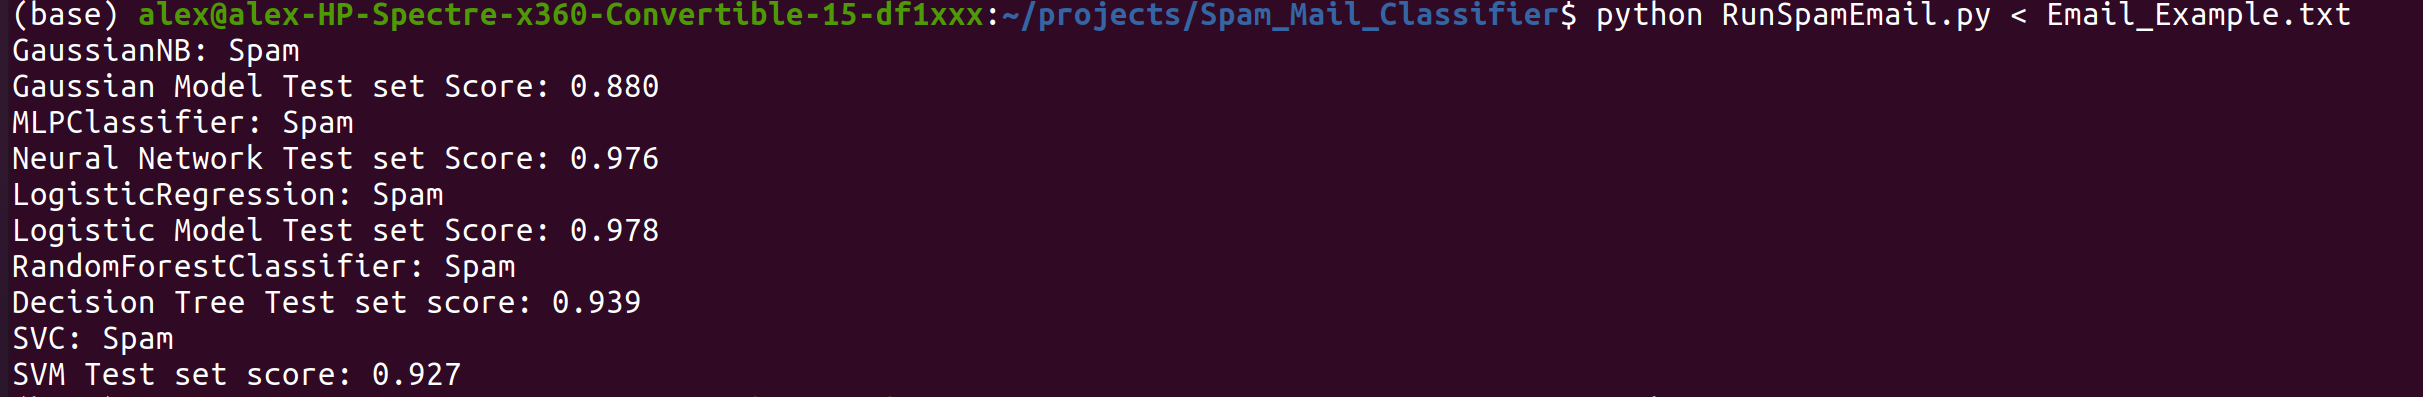 (base) alex@alex-HP-Spectre-x360-Convertible-15-df1xxx:~/projects/Spam_Mail_Classifier$ python RunSpamEmail.py < Email_Example.txt
GaussianNB: Spam
Gaussian Model Test set Score: 0.880
MLPClassifier: Spam
Neural Network Test set Score: 0.976
LogisticRegression: Spam
Logistic Model Test set Score: 0.978
RandomForestClassifier: Spam
Decision Tree Test set score: 0.939
SVC: Spam
SVM Test set score: 0.927